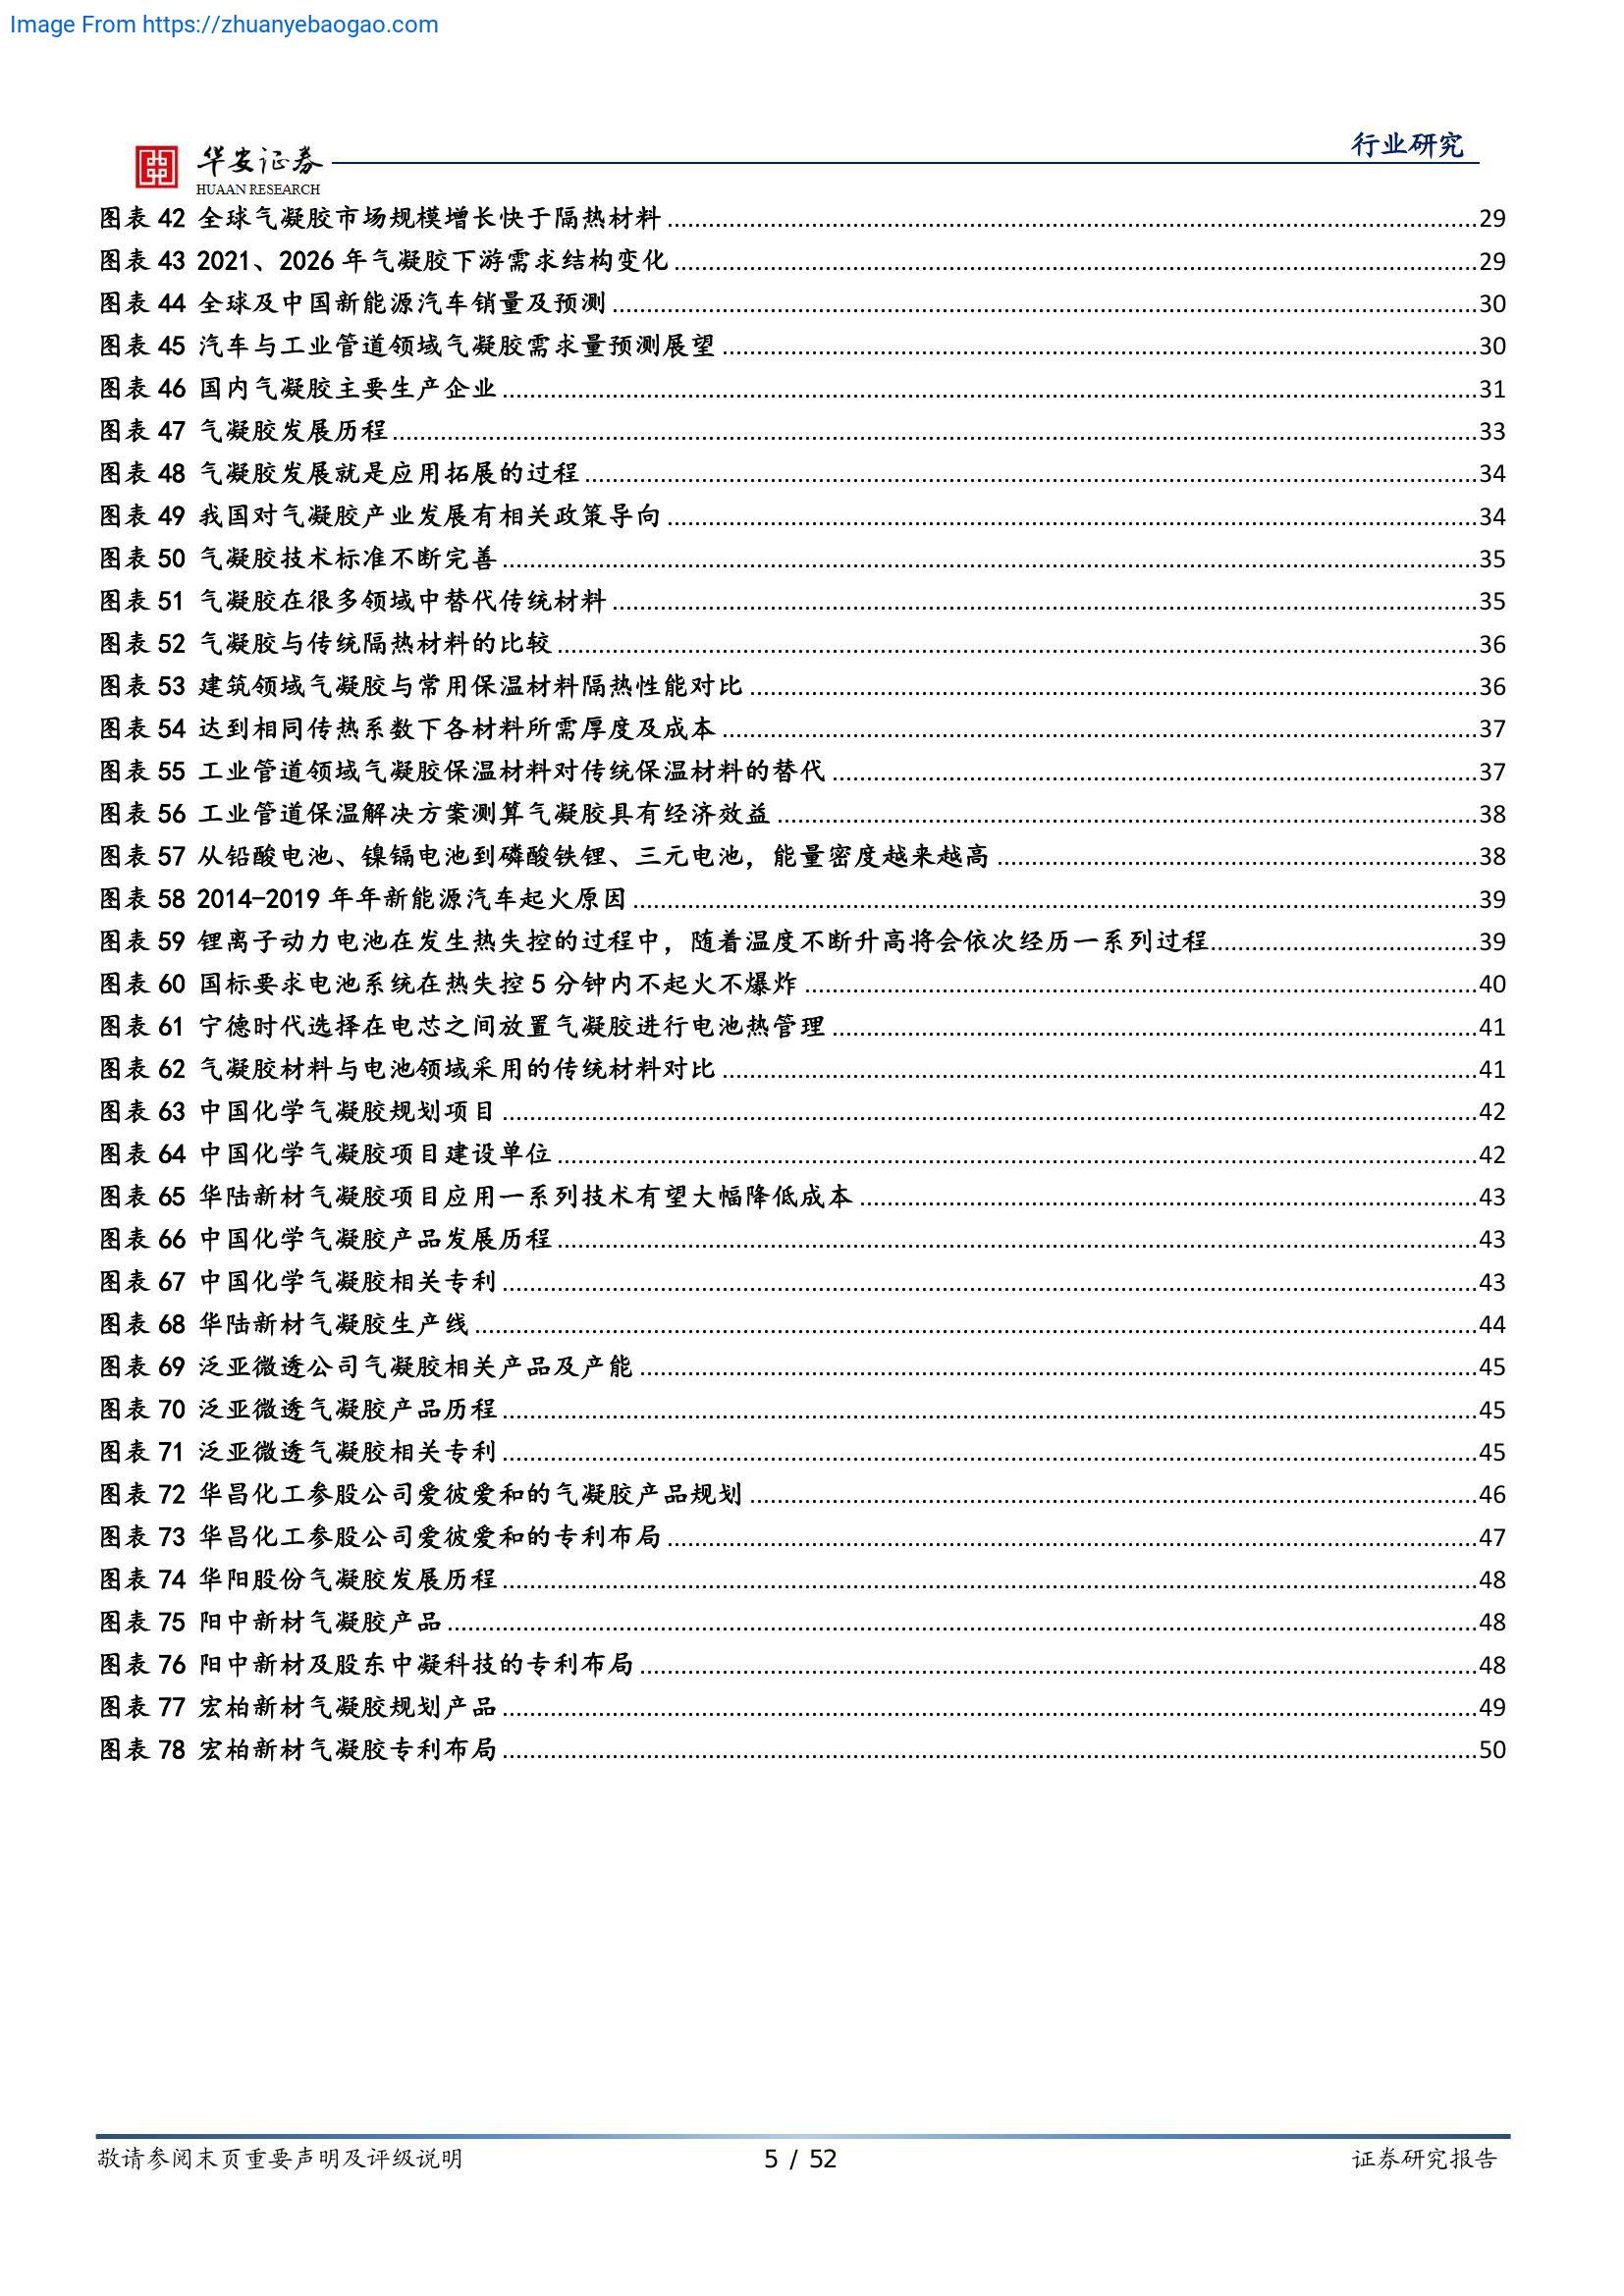 Image From https://zhuanyebaogao.com
行业研究
华安证券
HUAAN RESEARCH
图表 42 全球气凝胶市场规模增长快于隔热材料 29
图表 43 2021、2026 年气凝胶下游需求结构变化 29
图表 44 全球及中国新能源汽车销量及预测 30
图表 45 汽车与工业管道领域气凝胶需求量预测展望 30
图表 46 国内气凝胶主要生产企业 31
图表 47 气凝胶发展历程 33
图表 48 气凝胶发展就是应用拓展的过程 34
图表 49 我国对气凝胶产业发展有相关政策导向 34
图表 50 气凝胶技术标准不断完善 35
图表 51 气凝胶在很多领域中替代传统材料 35
图表 52 气凝胶与传统隔热材料的比较 36
图表 53 建筑领域气凝胶与常用保温材料隔热性能对比 36
图表 54 达到相同传热系数下各材料所需厚度及成本 37
图表 55 工业管道领域气凝胶保温材料对传统保温材料的替代 37
图表 56 工业管道保温解决方案测算气凝胶具有经济效益 38
图表 57 从铅酸电池、镍镉电池到磷酸铁锂、三元电池，能量密度越来越高 38
图表 58 2014-2019 年年新能源汽车起火原因 39
图表 59 锂离子动力电池在发生热失控的过程中，随着温度不断升高将会依次经历一系列过程 39
图表 60 国标要求电池系统在热失控 5 分钟内不起火不爆炸 40
图表 61 宁德时代选择在电芯之间放置气凝胶进行电池热管理 41
图表 62 气凝胶材料与电池领域采用的传统材料对比 41
图表 63 中国化学气凝胶规划项目 42
图表 64 中国化学气凝胶项目建设单位 42
图表 65 华陆新材气凝胶项目应用一系列技术有望大幅降低成本 43
图表 66 中国化学气凝胶产品发展历程 43
图表 67 中国化学气凝胶相关专利 43
图表 68 华陆新材气凝胶生产线 44
图表 69 泛亚微透公司气凝胶相关产品及产能 45
图表 70 泛亚微透气凝胶产品历程 45
图表 71 泛亚微透气凝胶相关专利 45
图表 72 华昌化工参股公司爱彼爱和的气凝胶产品规划 46
图表 73 华昌化工参股公司爱彼爱和的专利布局 47
图表 74 华阳股份气凝胶发展历程 48
图表 75 阳中新材气凝胶产品 48
图表 76 阳中新材及股东中凝科技的专利布局 48
图表 77 宏柏新材气凝胶规划产品 49
图表 78 宏柏新材气凝胶专利布局 50
敬请参阅末页重要声明及评级说明 5 / 52 证券研究报告